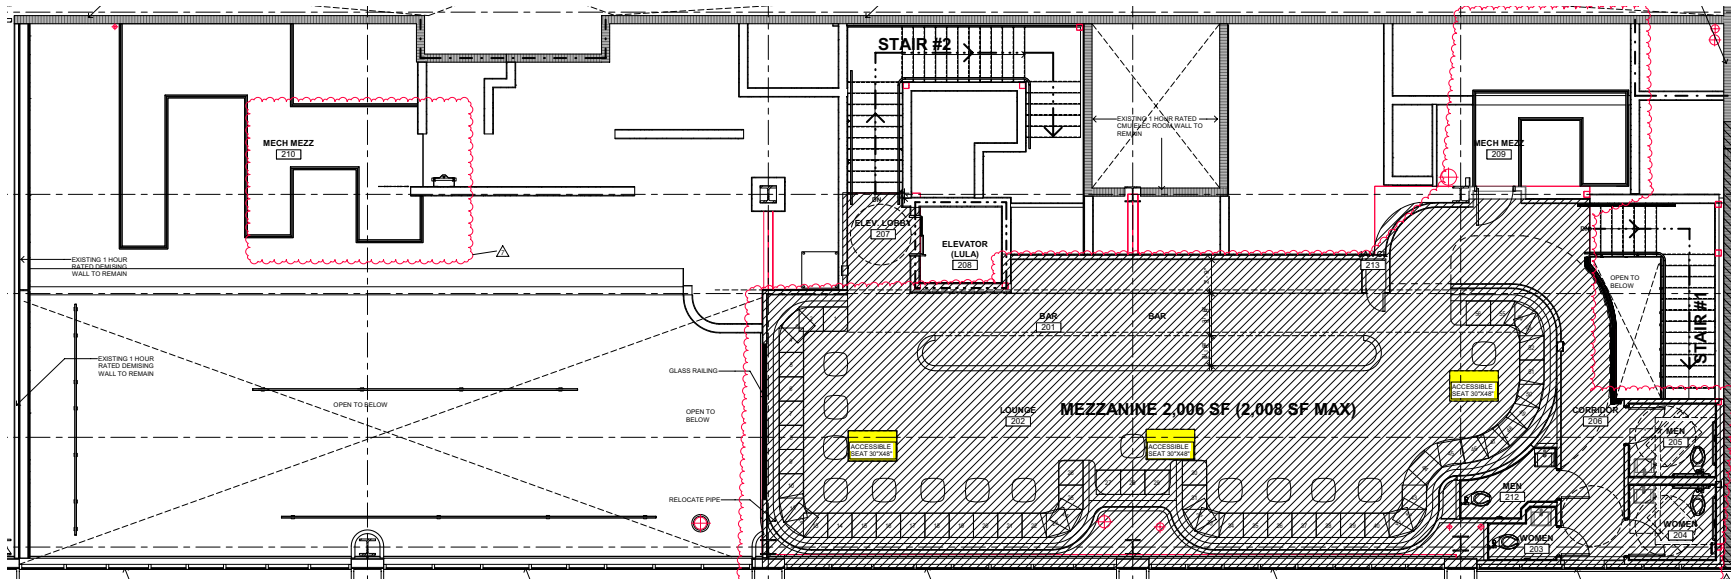 STAIR #2
EXISTING 1 HOUR RATED
CMU ELEC ROOM WALL TO
REMAIN
MECH MEZZ
210
MECH MEZZ
209
DN
ELEV. LOBBY
207
ELEVATOR
(LULA)
208
213
DN
EXISTING 1 HOUR
RATED DEMISING
WALL TO REMAIN
OPEN TO
BELOW
STAIR #1
BAR
201
BAR
EXISTING 1 HOUR
RATED DEMISING
WALL TO REMAIN
GLASS RAILING
OPEN TO BELOW
OPEN TO
BELOW
LOUNGE
202
MEZZANINE 2,006 SF (2,008 SF MAX)
ACCESSIBLE
SEAT 30"X48"
CORRIDOR
206
ACCESSIBLE
SEAT 30"X48"
ACCESSIBLE
SEAT 30"X48"
MEN
205
RELOCATE PIPE
MEN
212
WOMEN
204
WOMEN
203